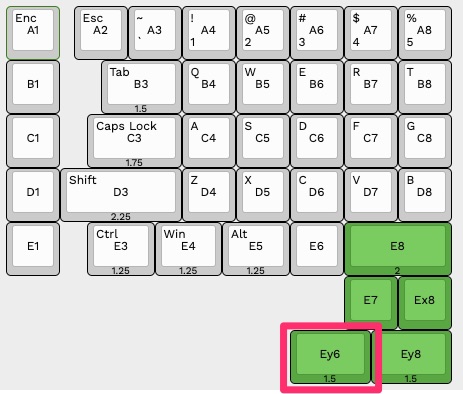 Enc
A1
Esc
A2
~
A3
`
!
A4
1
@
A5
2
#
A6
3
$
A7
4
%
A8
5
B1
Tab
B3
1.5
Q
B4
W
B5
E
B6
R
B7
T
B8
C1
Caps Lock
C3
1.75
A
C4
S
C5
D
C6
F
C7
G
C8
D1
Shift
D3
2.25
Z
D4
X
D5
C
D6
V
D7
B
D8
E1
Ctrl
E3
1.25
Win
E4
1.25
Alt
E5
1.25
E6
E8
2
E7
Ex8
Ey6
1.5
Ey8
1.5